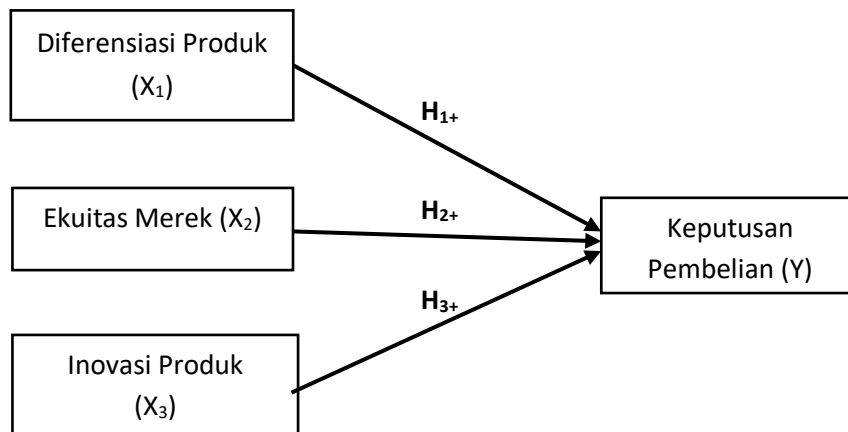 Diferensiasi Produk
(X₁)
H₁₊
Ekuitas Merek (X₂)
H₂₊
Keputusan
Pembelian (Y)
H₃₊
Inovasi Produk
(X₃)